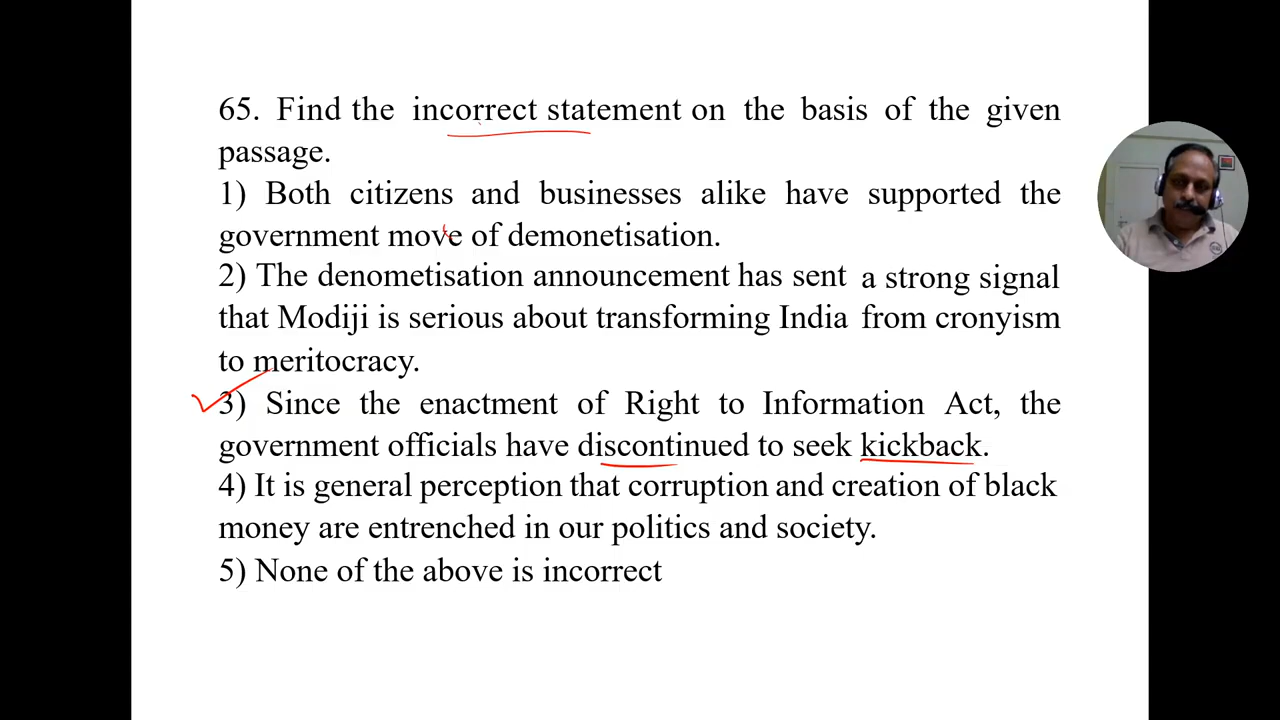 65. Find the incorrect statement on the basis of the given
passage.
1) Both citizens and businesses alike have supported the
government move of demonetisation.
2) The denometisation announcement has sent a strong signal
that Modiji is serious about transforming India from cronyism
to meritocracy.
3) Since the enactment of Right to Information Act, the
government officials have discontinued to seek kickback.
4) It is general perception that corruption and creation of black
money are entrenched in our politics and society.
5) None of the above is incorrect